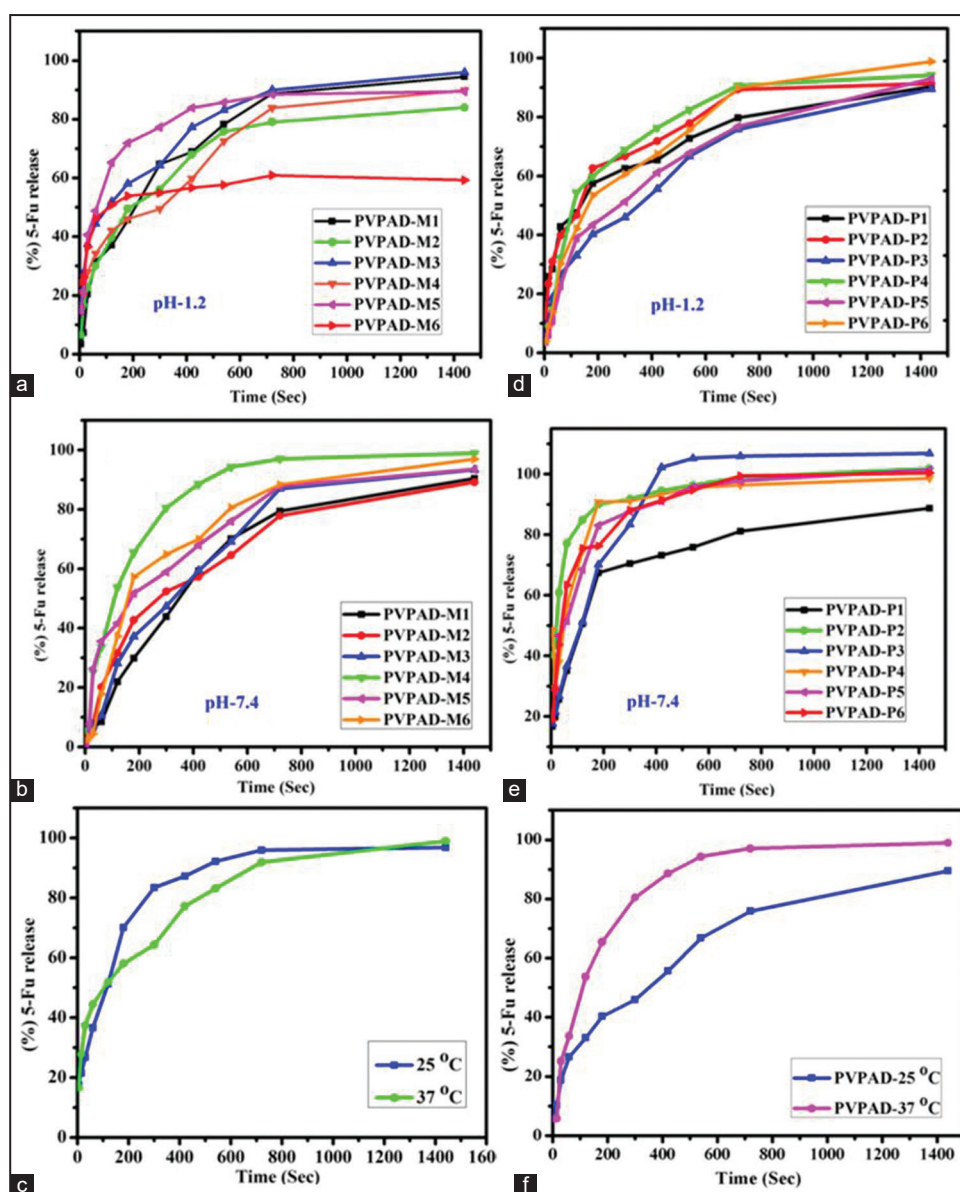 100
80
60
40
20
0
(%) 5-Fu release
PVPAD-M1
PVPAD-M2
PVPAD-M3
PVPAD-M4
PVPAD-M5
PVPAD-M6
pH-1.2
0 200 400 600 800 1000 1200 1400
Time (Sec)
a
100
80
60
40
20
0
(%) 5-Fu release
PVPAD-P1
PVPAD-P2
PVPAD-P3
PVPAD-P4
PVPAD-P5
PVPAD-P6
pH-1.2
0 200 400 600 800 1000 1200 1400
Time (Sec)
d
100
80
60
40
20
0
(%) 5-Fu release
PVPAD-M1
PVPAD-M2
PVPAD-M3
PVPAD-M4
PVPAD-M5
PVPAD-M6
pH-7.4
0 200 400 600 800 1000 1200 1400
Time (Sec)
b
100
80
60
40
20
(%) 5-Fu release
PVPAD-P1
PVPAD-P2
PVPAD-P3
PVPAD-P4
PVPAD-P5
PVPAD-P6
pH-7.4
0 200 400 600 800 1000 1200 1400
Time (Sec)
e
100
80
60
40
20
0
(%) 5-Fu release
25 °C
37 °C
0 200 400 600 800 1000 1200 1400 160
Time (Sec)
c
100
80
60
40
20
0
(%) 5-Fu release
PVPAD-25 °C
PVPAD-37 °C
0 200 400 600 800 1000 1200 1400
Time (Sec)
f